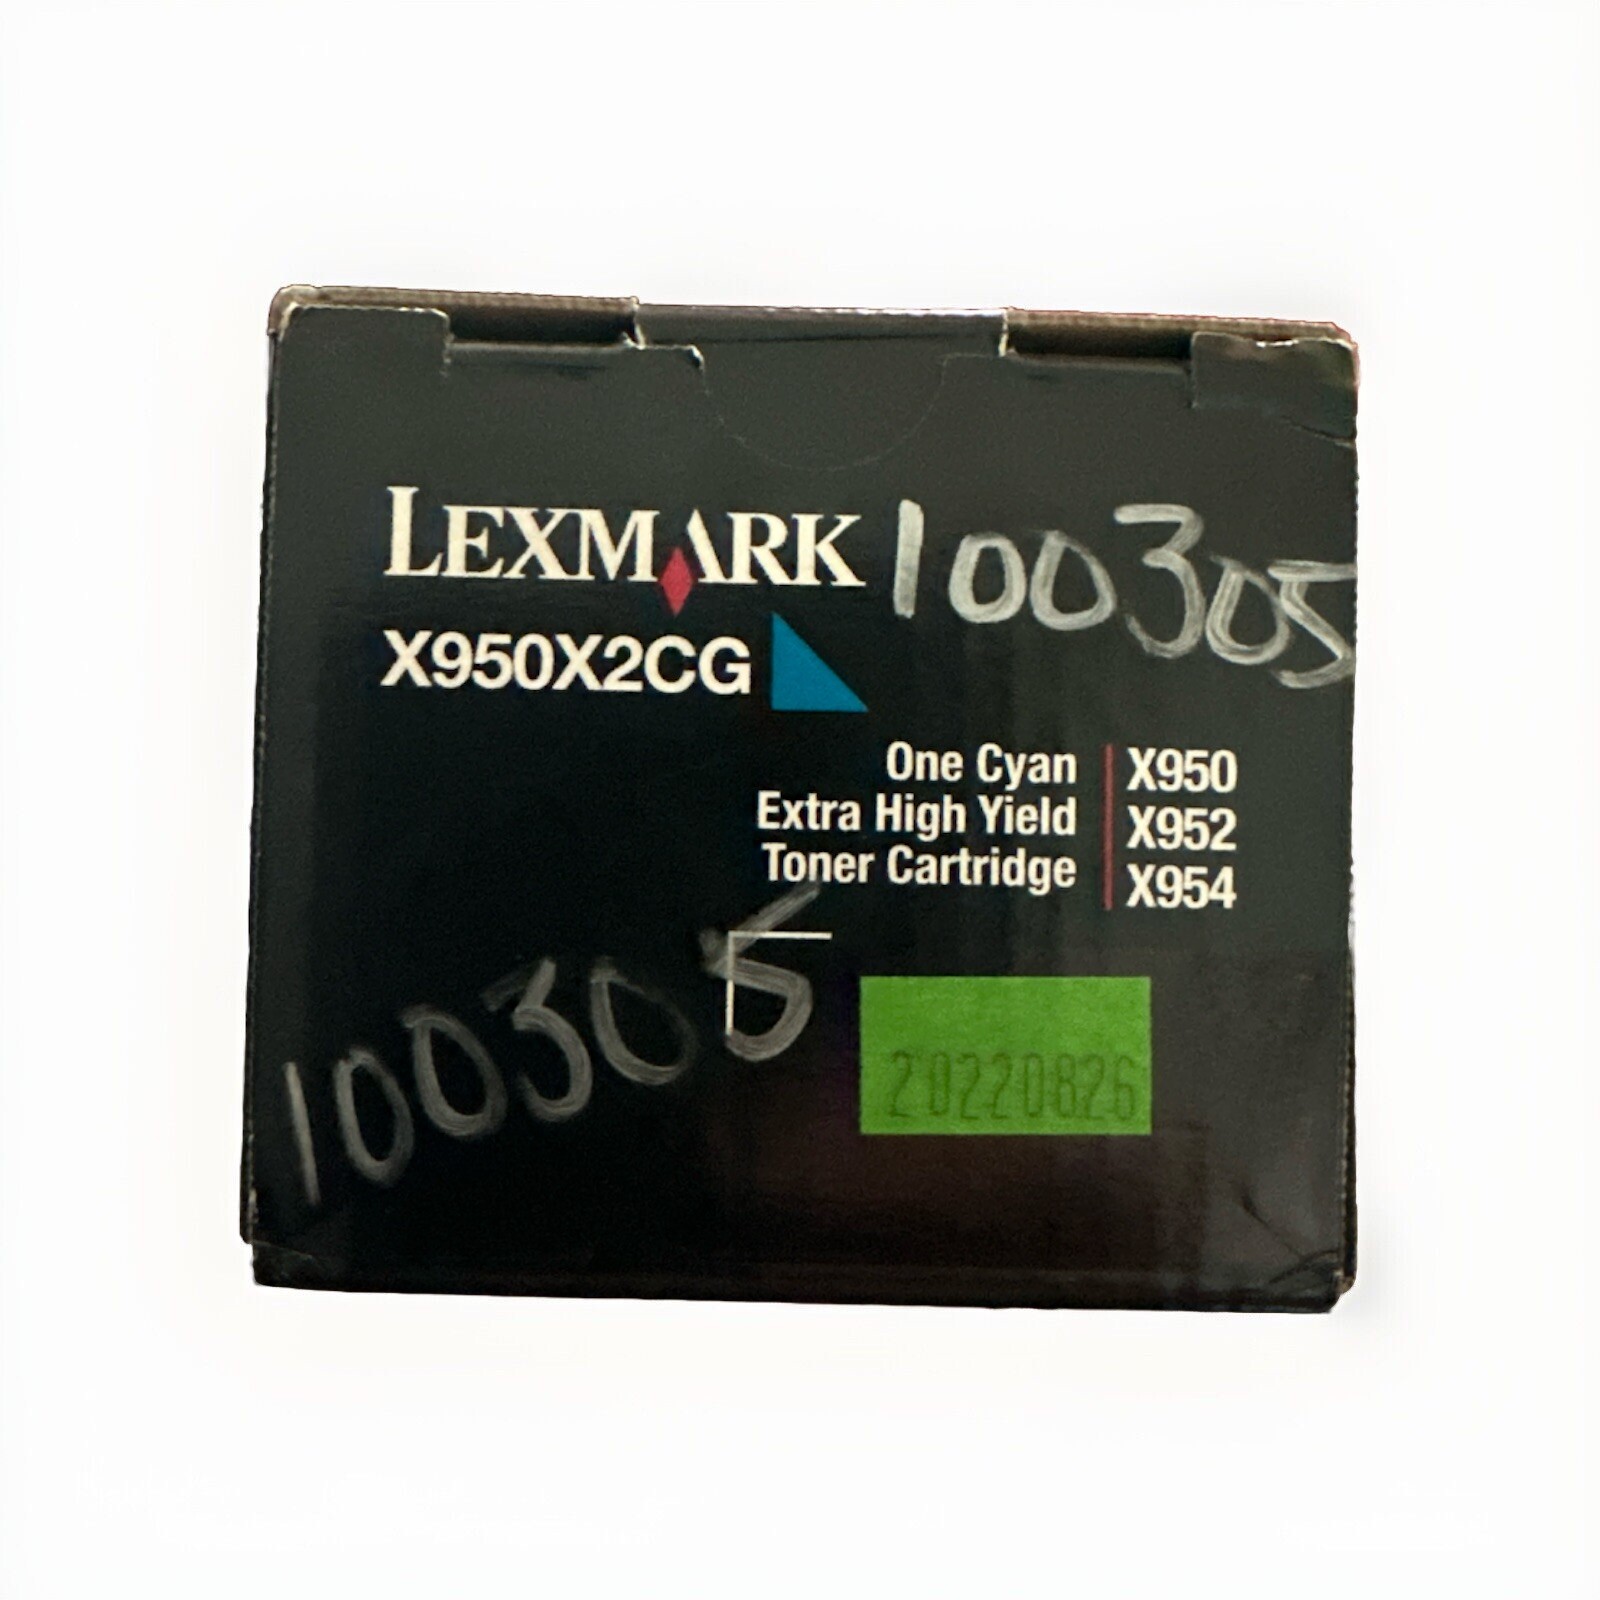 LEXMARK 100305
X950X2CG
One Cyan X950
Extra High Yield X952
Toner Cartridge X954
100305
20220826